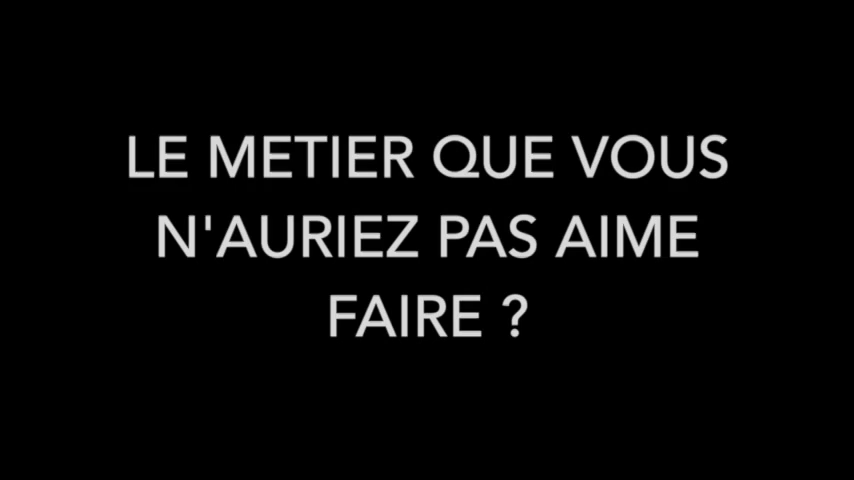 LE METIER QUE VOUS
N'AURIEZ PAS AIME
FAIRE ?